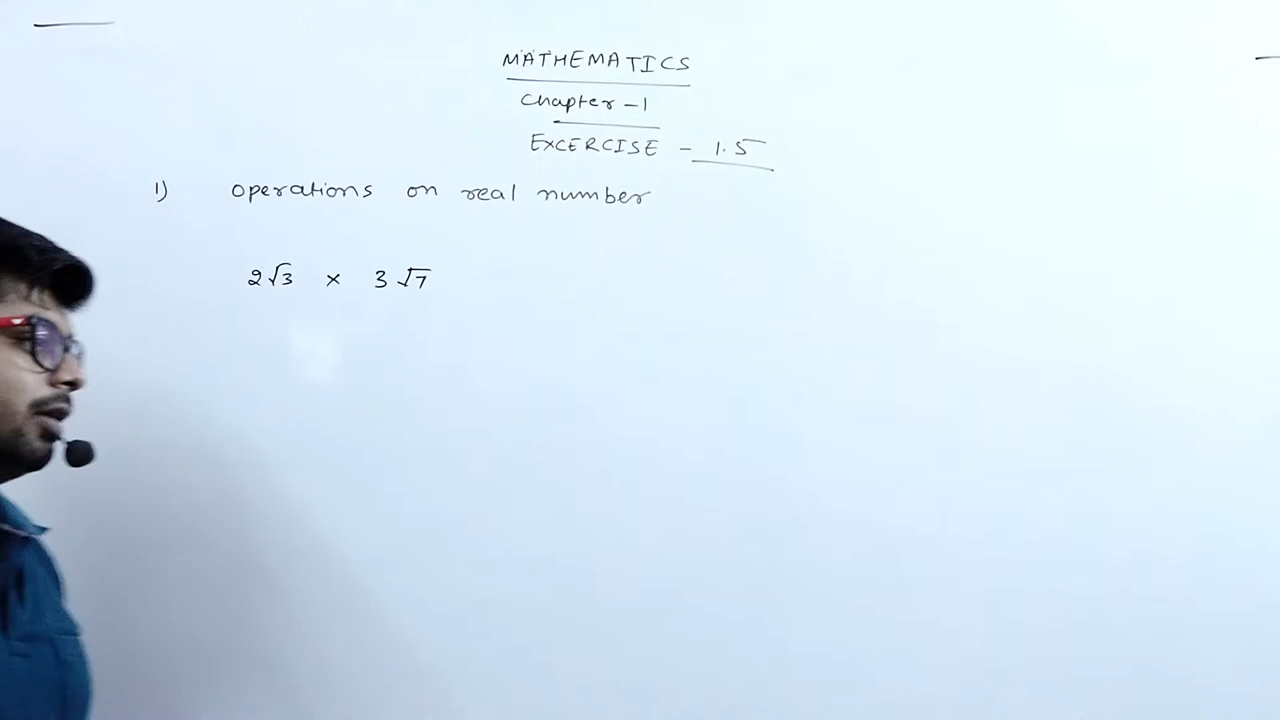 MATHEMATICS
Chapter - 1
EXCERCISE - 1.5
1) operations on real number
2√3 × 3√7